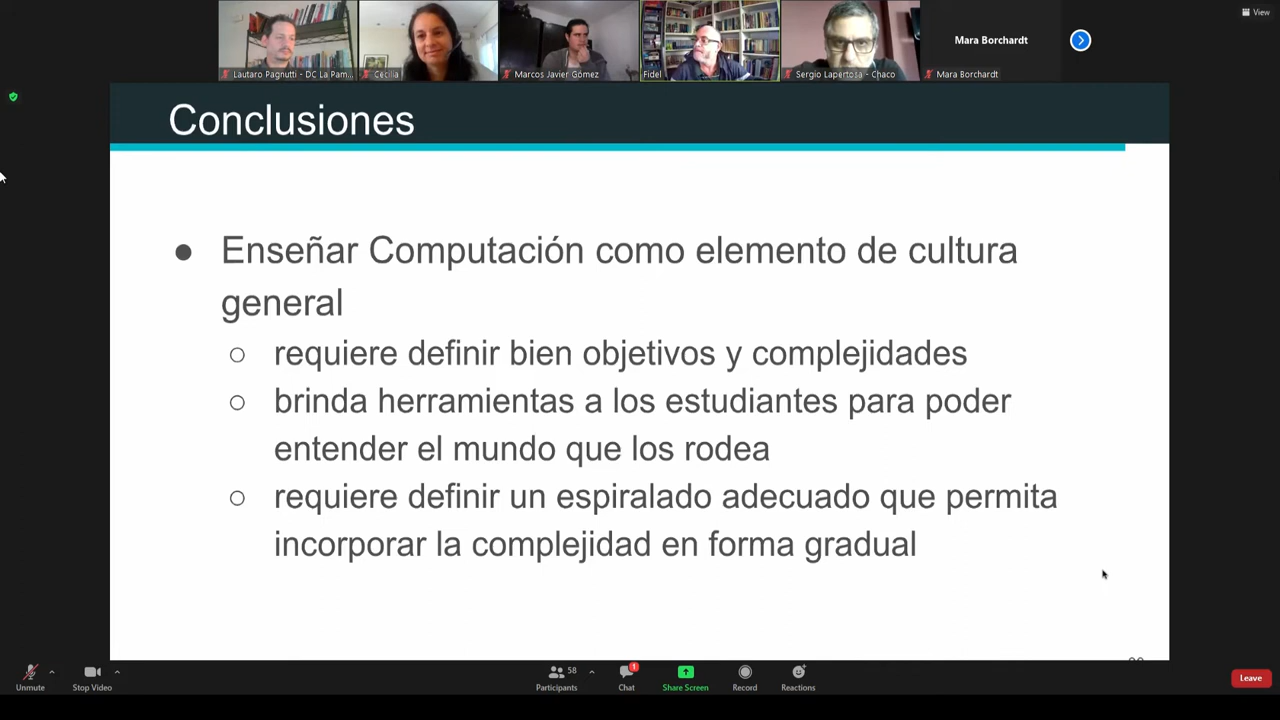 View
Mara Borchardt
Lautaro Pagnutti - DC La Pam...
Cecilia
Marcos Javier Gómez
Fidel
Sergio Lapertosa - Chaco
Mara Borchardt
Conclusiones
● Enseñar Computación como elemento de cultura
general
○ requiere definir bien objetivos y complejidades
○ brinda herramientas a los estudiantes para poder
entender el mundo que los rodea
○ requiere definir un espiralado adecuado que permita
incorporar la complejidad en forma gradual
58
1
Unmute
Stop Video
Participants
Chat
Share Screen
Record
Reactions
Leave